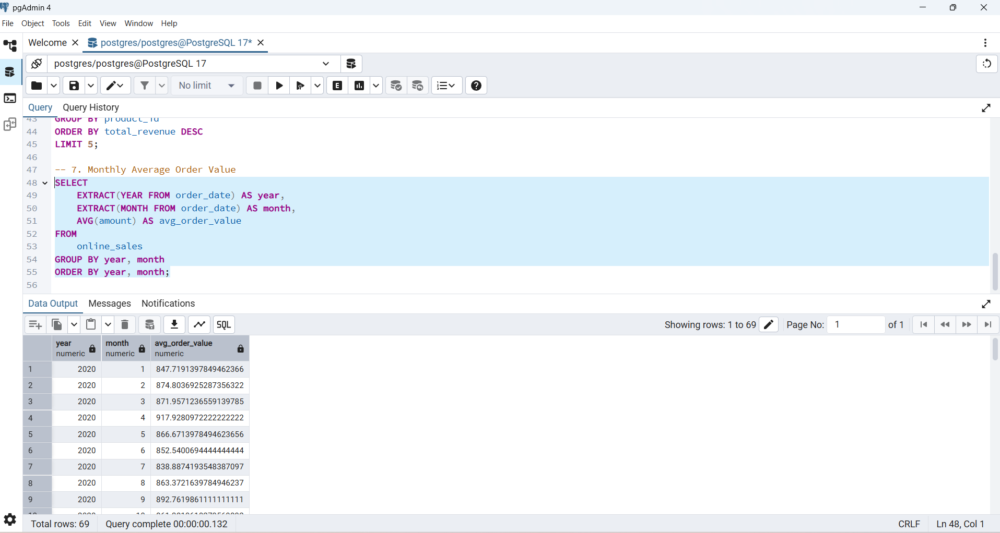 pgAdmin 4
File Object Tools Edit View Window Help
Welcome postgres/postgres@PostgreSQL 17*
postgres/postgres@PostgreSQL 17
No limit
Query Query History
43 GROUP BY product_id
44 ORDER BY total_revenue DESC
45 LIMIT 5;
46
47 -- 7. Monthly Average Order Value
48 SELECT
49 EXTRACT(YEAR FROM order_date) AS year,
50 EXTRACT(MONTH FROM order_date) AS month,
51 AVG(amount) AS avg_order_value
52 FROM
53 online_sales
54 GROUP BY year, month
55 ORDER BY year, month;
56
Data Output Messages Notifications
SQL Showing rows: 1 to 69 Page No: 1 of 1
year month avg_order_value
numeric numeric numeric
1 2020 1 847.7191397849462366
2 2020 2 874.8036925287356322
3 2020 3 871.9571236559139785
4 2020 4 917.9280972222222222
5 2020 5 866.6713978494623656
6 2020 6 852.5400694444444444
7 2020 7 838.8874193548387097
8 2020 8 863.3721639784946237
9 2020 9 892.7619861111111111
Total rows: 69 Query complete 00:00:00.132 CRLF Ln 48, Col 1